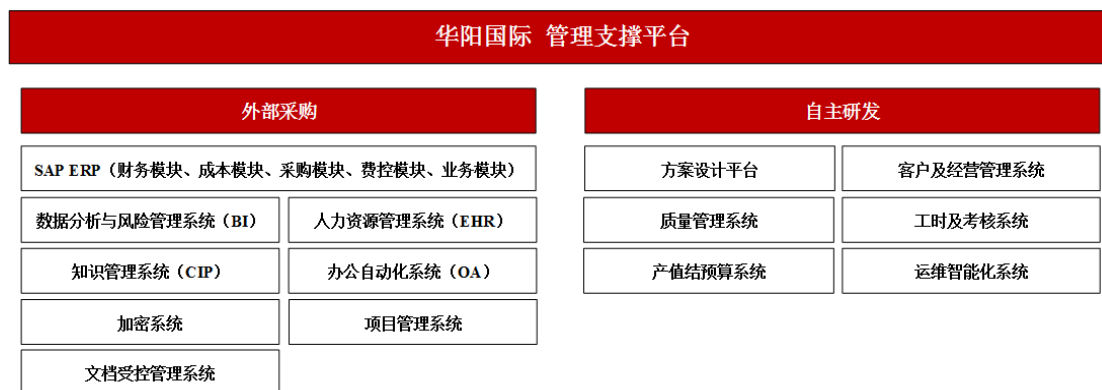 华阳国际 管理支撑平台
外部采购
SAP ERP（财务模块、成本模块、采购模块、费控模块、业务模块）
数据分析与风险管理系统（BI）
人力资源管理系统（EHR）
知识管理系统（CIP）
办公自动化系统（OA）
加密系统
项目管理系统
文档受控管理系统
自主研发
方案设计平台
客户及经营管理系统
质量管理系统
工时及考核系统
产值结预算系统
运维智能化系统